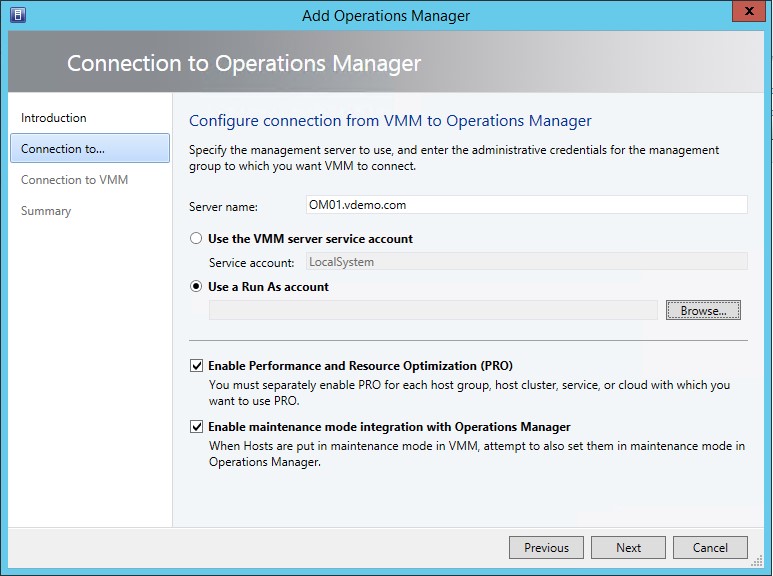 Add Operations Manager
x
Connection to Operations Manager
Introduction
Connection to...
Connection to VMM
Summary
Configure connection from VMM to Operations Manager
Specify the management server to use, and enter the administrative credentials for the management
group to which you want VMM to connect.
Server name:
OM01.vdemo.com
Use the VMM server service account
Service account:
LocalSystem
Use a Run As account
Browse...
Enable Performance and Resource Optimization (PRO)
You must separately enable PRO for each host group, host cluster, service, or cloud with which you
want to use PRO.
Enable maintenance mode integration with Operations Manager
When Hosts are put in maintenance mode in VMM, attempt to also set them in maintenance mode in
Operations Manager.
Previous
Next
Cancel